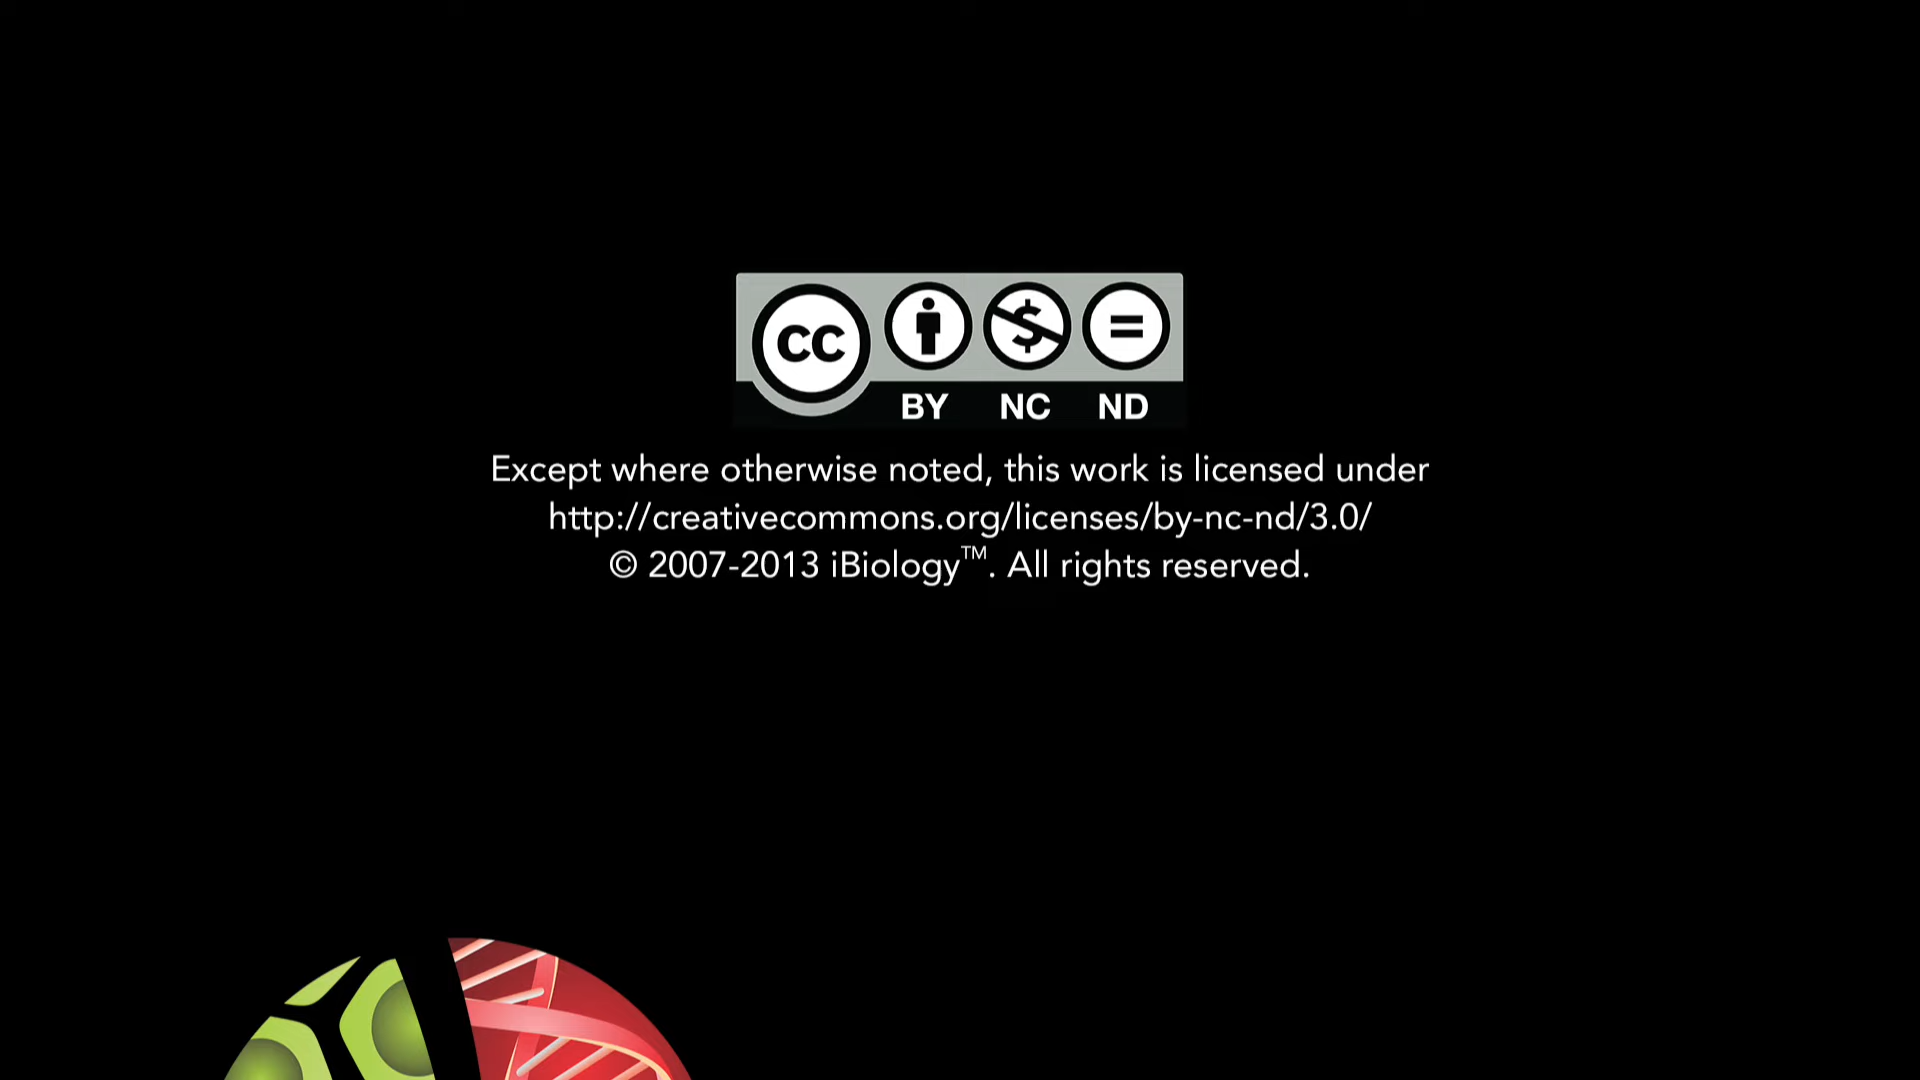 cc
BY NC ND
Except where otherwise noted, this work is licensed under
http://creativecommons.org/licenses/by-nc-nd/3.0/
© 2007-2013 iBiology™. All rights reserved.